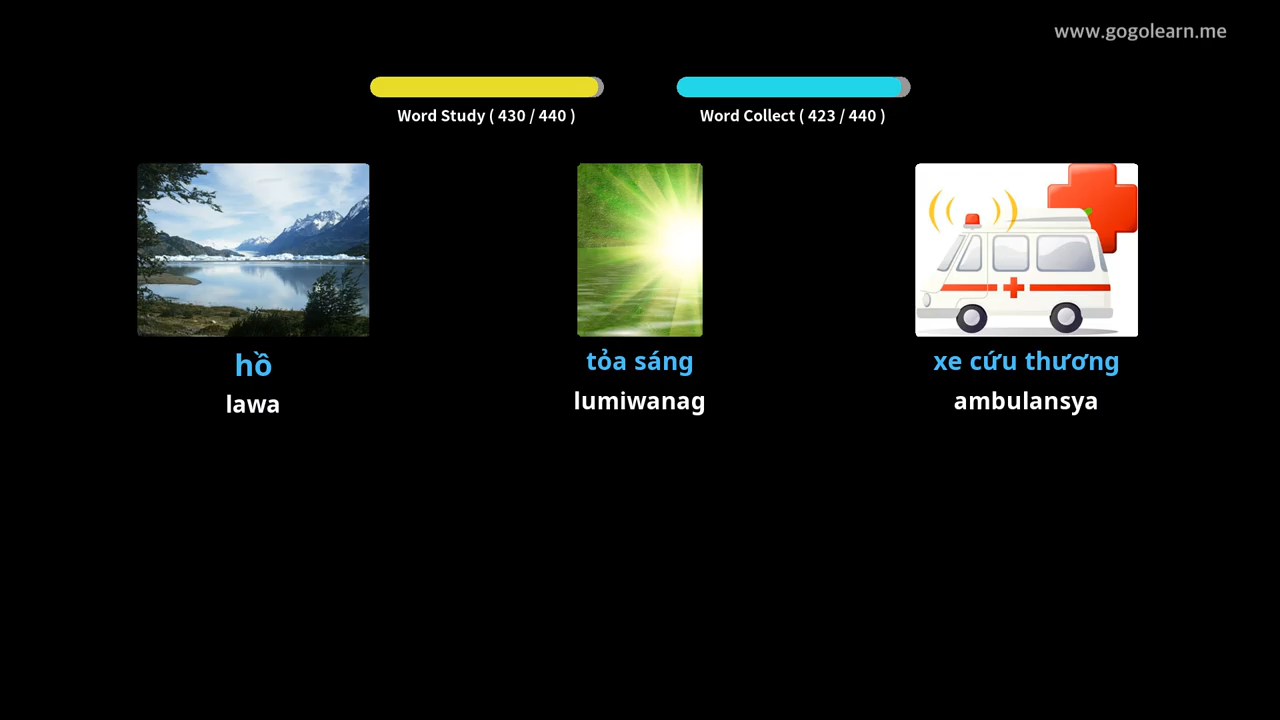 www.gogolearn.me
Word Study ( 430 / 440 )
Word Collect ( 423 / 440 )
hồ
lawa
tỏa sáng
lumiwanag
xe cứu thương
ambulansya